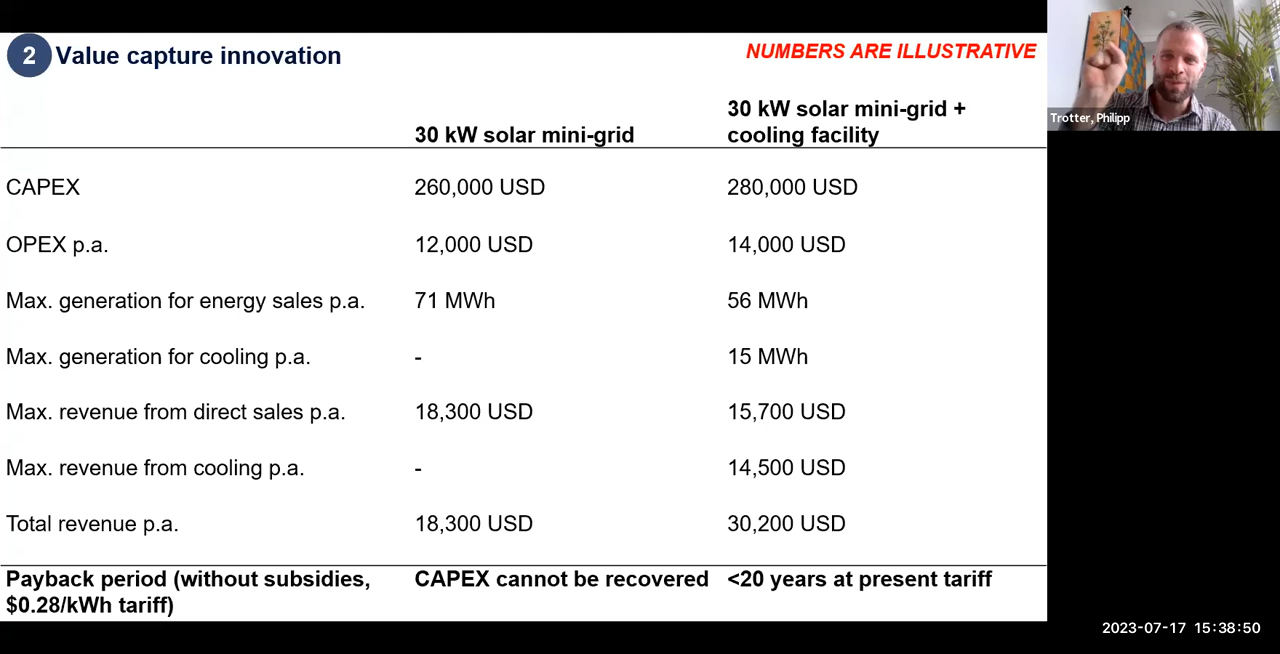 2 Value capture innovation
NUMBERS ARE ILLUSTRATIVE
30 kW solar mini-grid
30 kW solar mini-grid +
cooling facility
CAPEX 260,000 USD 280,000 USD
OPEX p.a. 12,000 USD 14,000 USD
Max. generation for energy sales p.a. 71 MWh 56 MWh
Max. generation for cooling p.a. - 15 MWh
Max. revenue from direct sales p.a. 18,300 USD 15,700 USD
Max. revenue from cooling p.a. - 14,500 USD
Total revenue p.a. 18,300 USD 30,200 USD
Payback period (without subsidies,
$0.28/kWh tariff)
CAPEX cannot be recovered <20 years at present tariff
Trotter, Philipp
2023-07-17 15:38:50